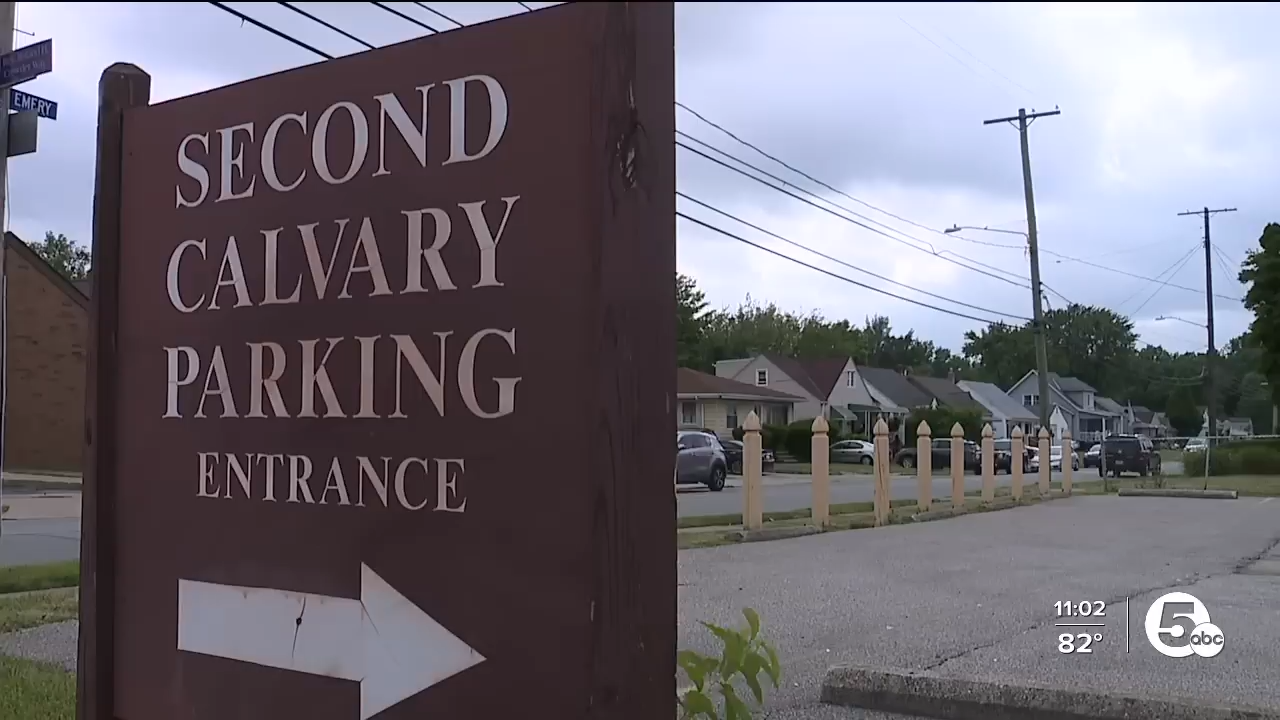 EMERY
SECOND
CALVARY
PARKING
ENTRANCE
11:02
82°
5 abc